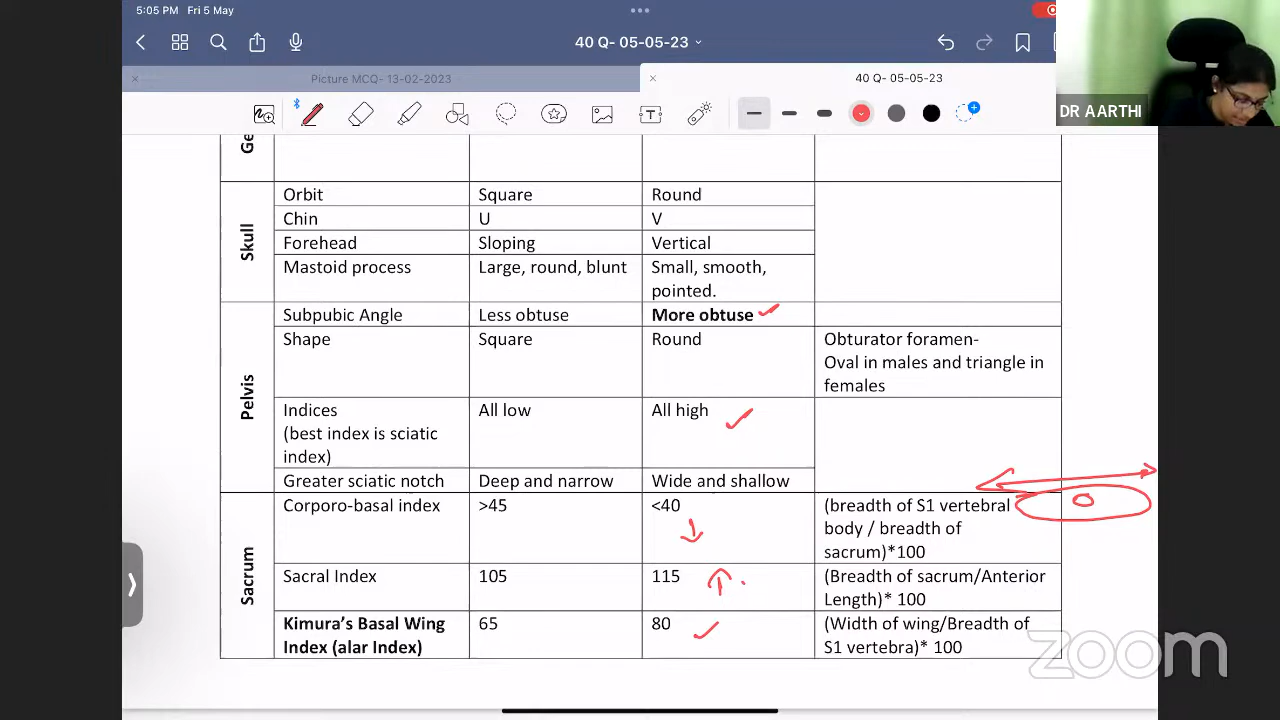 5:05 PM Fri 5 May
40 Q- 05-05-23
Picture MCQ- 13-02-2023
40 Q- 05-05-23
DR AARTHI
Ge
Skull
Orbit Square Round
Chin U V
Forehead Sloping Vertical
Mastoid process Large, round, blunt Small, smooth,
pointed.
Pelvis
Subpubic Angle Less obtuse More obtuse
Shape Square Round Obturator foramen-
Oval in males and triangle in
females
Indices All low All high
(best index is sciatic
index)
Greater sciatic notch Deep and narrow Wide and shallow
Sacrum
Corporo-basal index >45 <40 (breadth of S1 vertebral
body / breadth of
sacrum)*100
Sacral Index 105 115 (Breadth of sacrum/Anterior
Length)* 100
Kimura's Basal Wing 65 80 (Width of wing/Breadth of
Index (alar Index) S1 vertebra)* 100
zoom